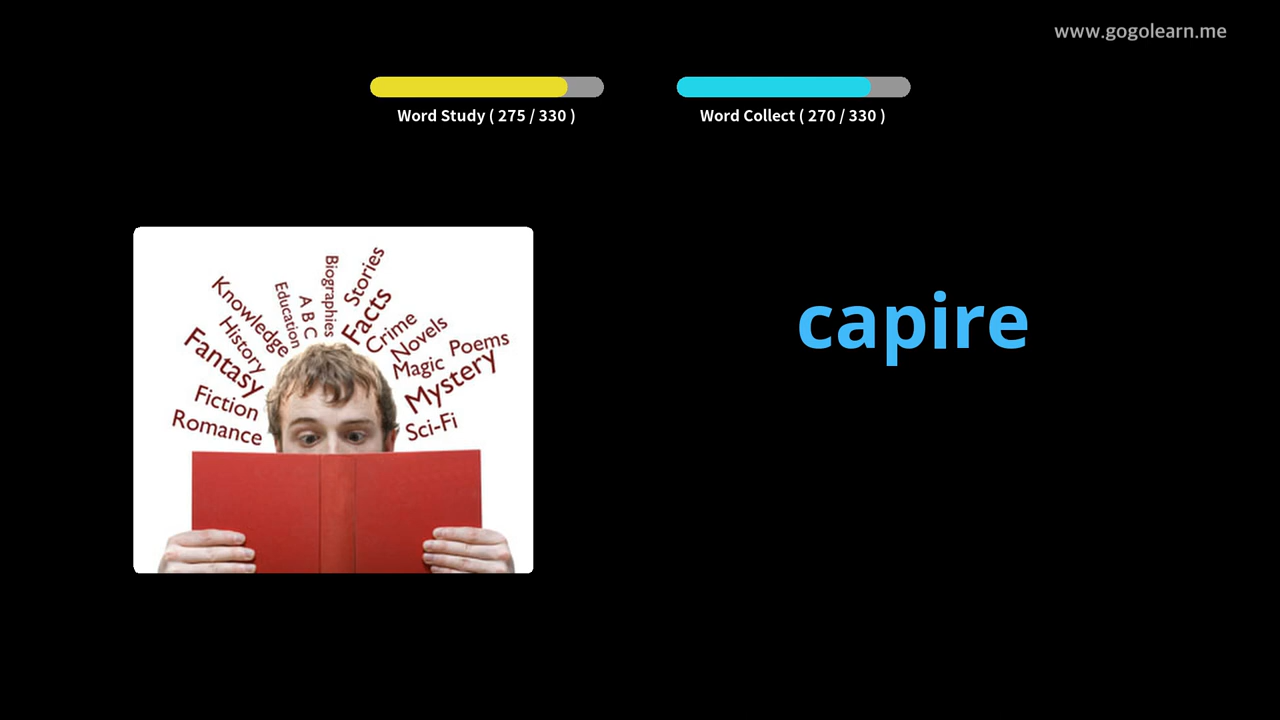 www.gogolearn.me
Word Study ( 275 / 330 )
Word Collect ( 270 / 330 )
Knowledge
Education
A B C
Biographies
Stories
Facts
Crime
Novels
Poems
History
Fantasy
Magic
Mystery
Fiction
Romance
Sci-Fi
capire